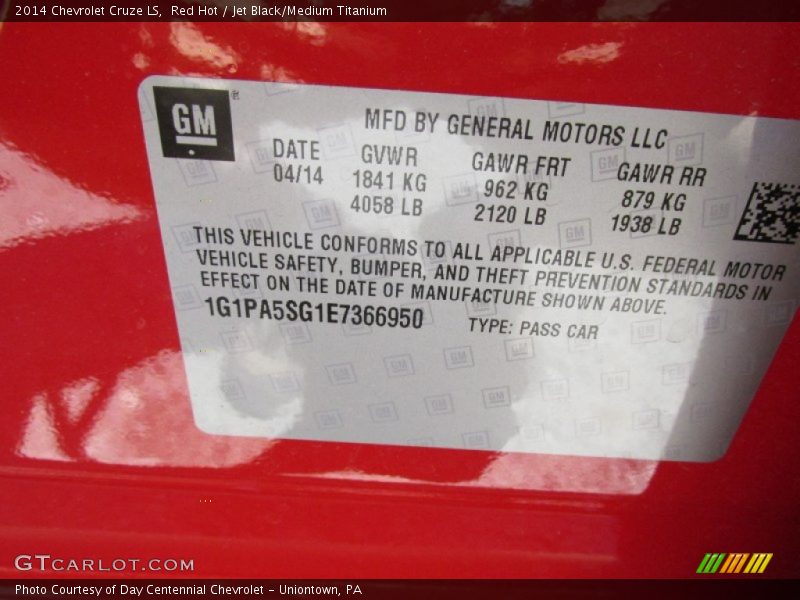 2014 Chevrolet Cruze LS,  Red Hot / Jet Black/Medium Titanium
GM®
MFD BY GENERAL MOTORS LLC
DATE GVWR GAWR FRT GAWR RR
04/14 1841 KG 962 KG 879 KG
4058 LB 2120 LB 1938 LB
THIS VEHICLE CONFORMS TO ALL APPLICABLE U.S. FEDERAL MOTOR
VEHICLE SAFETY, BUMPER, AND THEFT PREVENTION STANDARDS IN
EFFECT ON THE DATE OF MANUFACTURE SHOWN ABOVE.
1G1PA5SG1E7366950 TYPE: PASS CAR
GTCARLOT.COM
Photo Courtesy of Day Centennial Chevrolet - Uniontown, PA